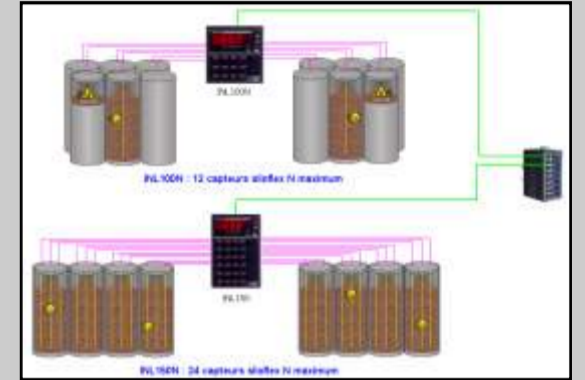 INL100N
INL100N : 12 capteurs siloflex N maximum
INL150
INL150N : 24 capteurs siloflex N maximum